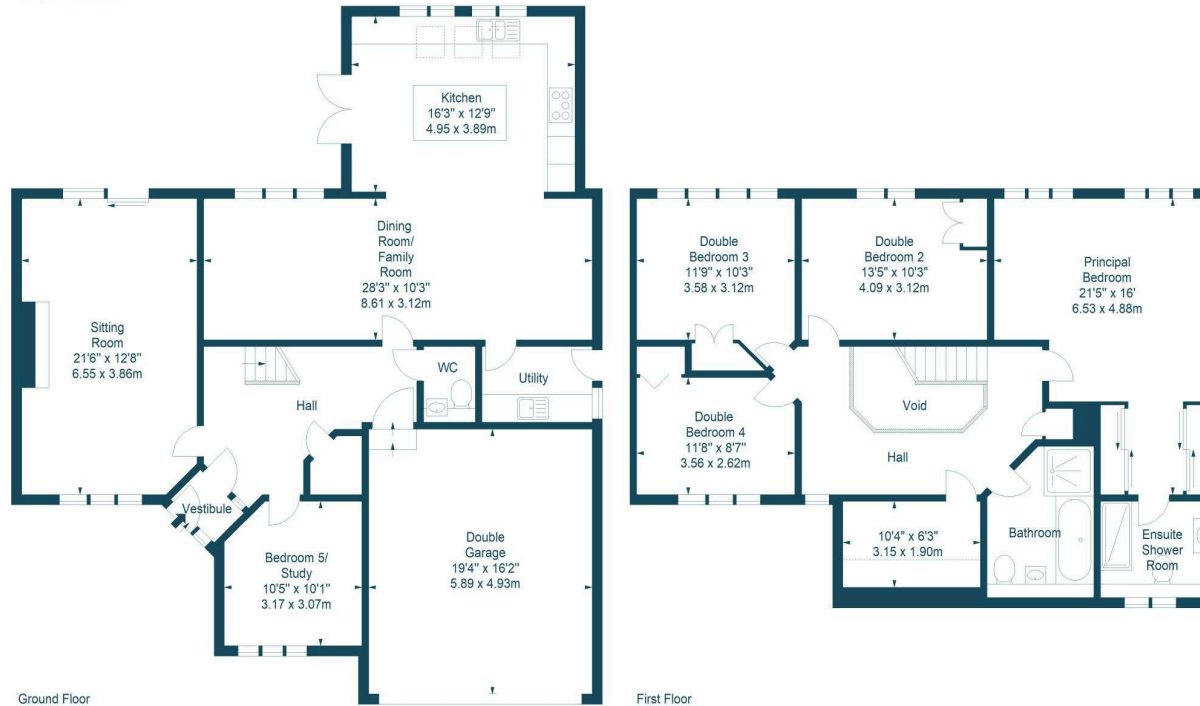 Kitchen
16'3" x 12'9"
4.95 x 3.89m
Dining
Room/
Family
Room
28'3" x 10'3"
8.61 x 3.12m
Sitting
Room
21'6" x 12'8"
6.55 x 3.86m
Hall
WC
Utility
Vestibule
Bedroom 5/
Study
10'5" x 10'1"
3.17 x 3.07m
Double
Garage
19'4" x 16'2"
5.89 x 4.93m
Ground Floor
Double
Bedroom 3
11'9" x 10'3"
3.58 x 3.12m
Double
Bedroom 2
13'5" x 10'3"
4.09 x 3.12m
Principal
Bedroom
21'5" x 16'
6.53 x 4.88m
Double
Bedroom 4
11'8" x 8'7"
3.56 x 2.62m
Void
Hall
10'4" x 6'3"
3.15 x 1.90m
Bathroom
Ensuite
Shower
Room
First Floor